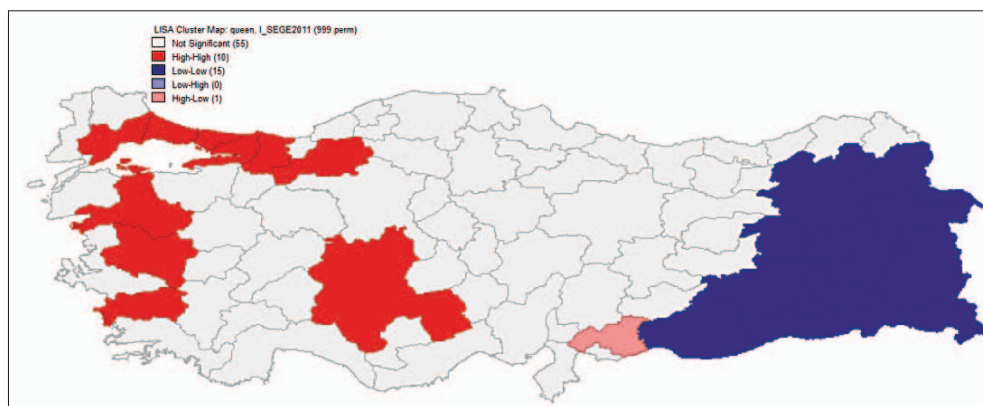 LISA Cluster Map: queen, I_SEGE2011 (999 perm)
Not Significant (55)
High-High (10)
Low-Low (15)
Low-High (0)
High-Low (1)